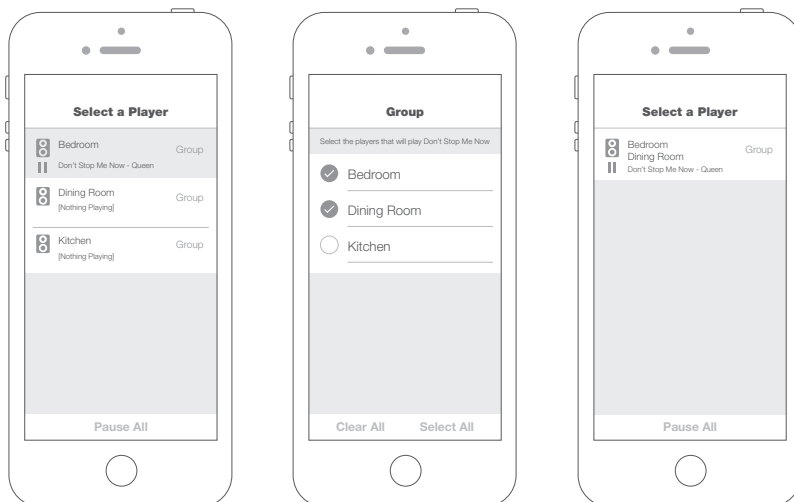 Select a Player
Bedroom
Group
Don't Stop Me Now - Queen
Dining Room
Group
[Nothing Playing]
Kitchen
Group
[Nothing Playing]
Pause All
Group
Select the players that will play Don't Stop Me Now
Bedroom
Dining Room
Kitchen
Clear All Select All
Select a Player
Bedroom
Group
Dining Room
Don't Stop Me Now - Queen
Pause All